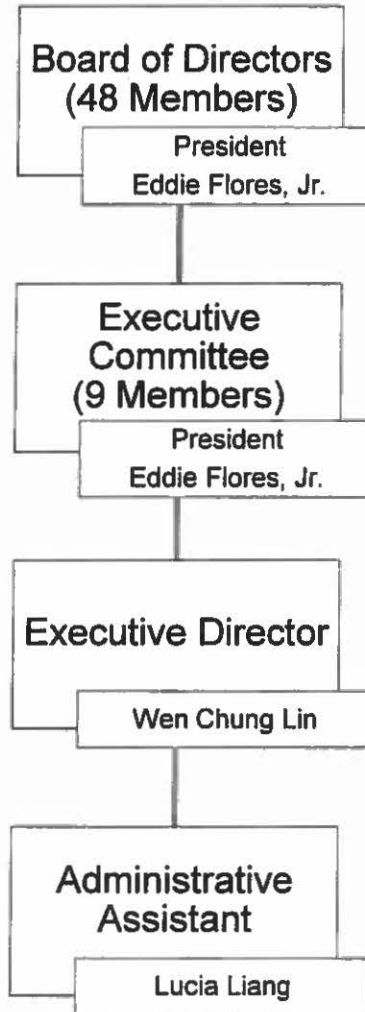 Board of Directors
(48 Members)
President
Eddie Flores, Jr.
Executive
Committee
(9 Members)
President
Eddie Flores, Jr.
Executive Director
Wen Chung Lin
Administrative
Assistant
Lucia Liang